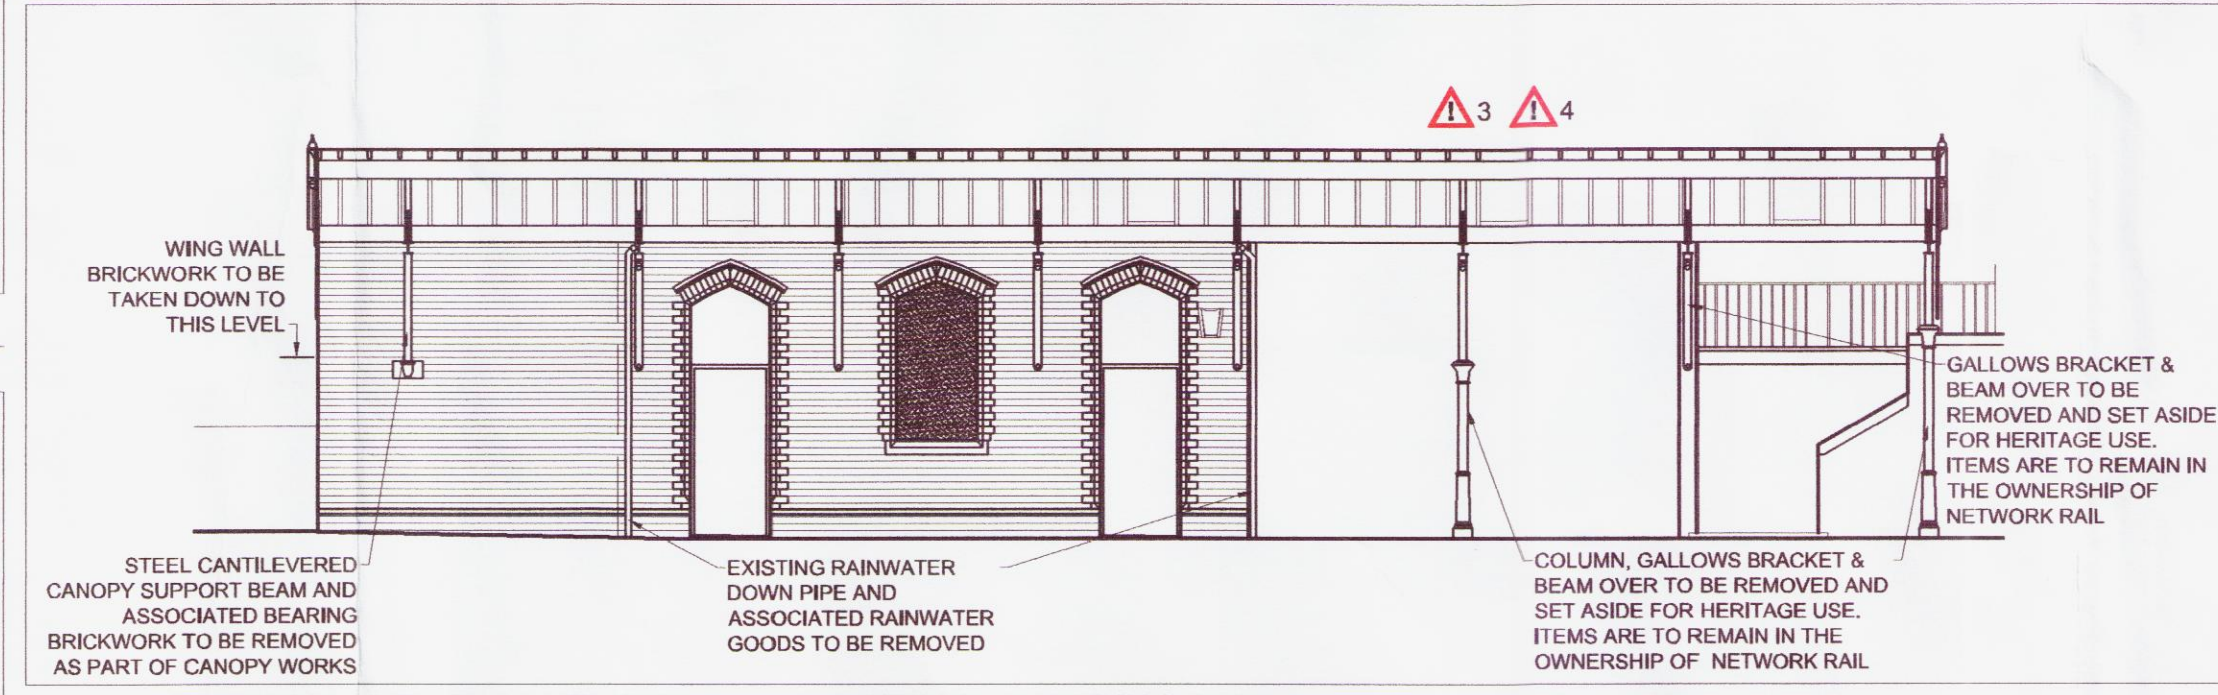 3
4
WING WALL
BRICKWORK TO BE
TAKEN DOWN TO
THIS LEVEL
GALLOWS BRACKET &
BEAM OVER TO BE
REMOVED AND SET ASIDE
FOR HERITAGE USE.
ITEMS ARE TO REMAIN IN
THE OWNERSHIP OF
NETWORK RAIL
STEEL CANTILEVERED
CANOPY SUPPORT BEAM AND
ASSOCIATED BEARING
BRICKWORK TO BE REMOVED
AS PART OF CANOPY WORKS
EXISTING RAINWATER
DOWN PIPE AND
ASSOCIATED RAINWATER
GOODS TO BE REMOVED
COLUMN, GALLOWS BRACKET &
BEAM OVER TO BE REMOVED AND
SET ASIDE FOR HERITAGE USE.
ITEMS ARE TO REMAIN IN THE
OWNERSHIP OF NETWORK RAIL